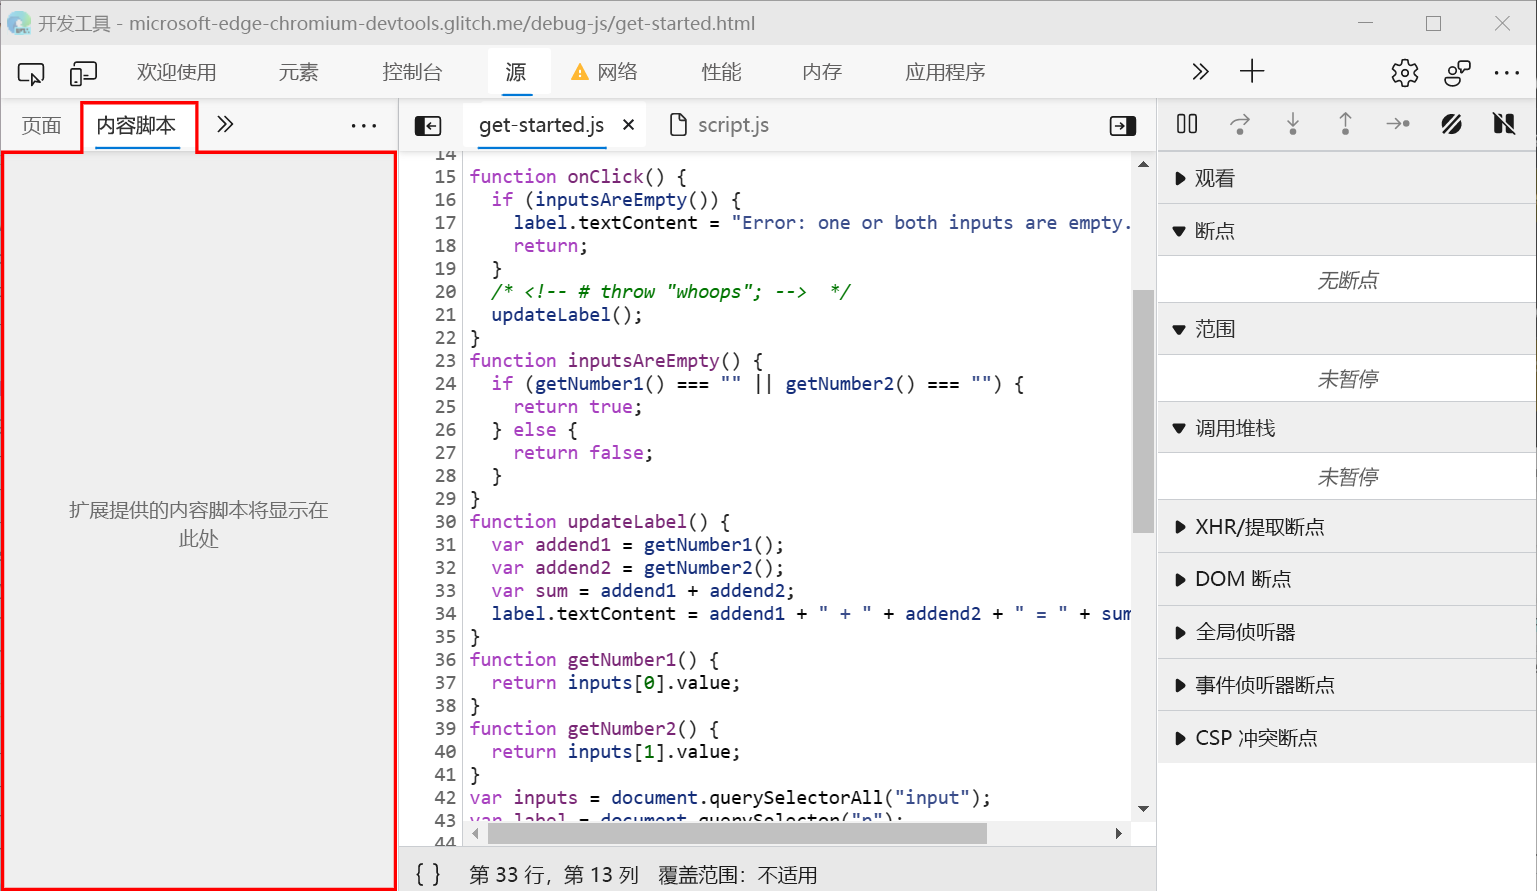 开发工具 - microsoft-edge-chromium-devtools.glitch.me/debug-js/get-started.html
欢迎使用 元素 控制台 源 网络 性能 内存 应用程序
页面 内容脚本
扩展提供的内容脚本将显示在
此处
get-started.js script.js
14
15 function onClick() {
16   if (inputsAreEmpty()) {
17     label.textContent = "Error: one or both inputs are empty.
18     return;
19   }
20   /* <!-- # throw "whoops"; -->  */
21   updateLabel();
22 }
23 function inputsAreEmpty() {
24   if (getNumber1() === "" || getNumber2() === "") {
25     return true;
26   } else {
27     return false;
28   }
29 }
30 function updateLabel() {
31   var addend1 = getNumber1();
32   var addend2 = getNumber2();
33   var sum = addend1 + addend2;
34   label.textContent = addend1 + " + " + addend2 + " = " + sum
35 }
36 function getNumber1() {
37   return inputs[0].value;
38 }
39 function getNumber2() {
40   return inputs[1].value;
41 }
42 var inputs = document.querySelectorAll("input");
43 var label = document.querySelector("p");
44
{ } 第 33 行，第 13 列 覆盖范围：不适用
观看
断点
无断点
范围
未暂停
调用堆栈
未暂停
XHR/提取断点
DOM 断点
全局侦听器
事件侦听器断点
CSP 冲突断点